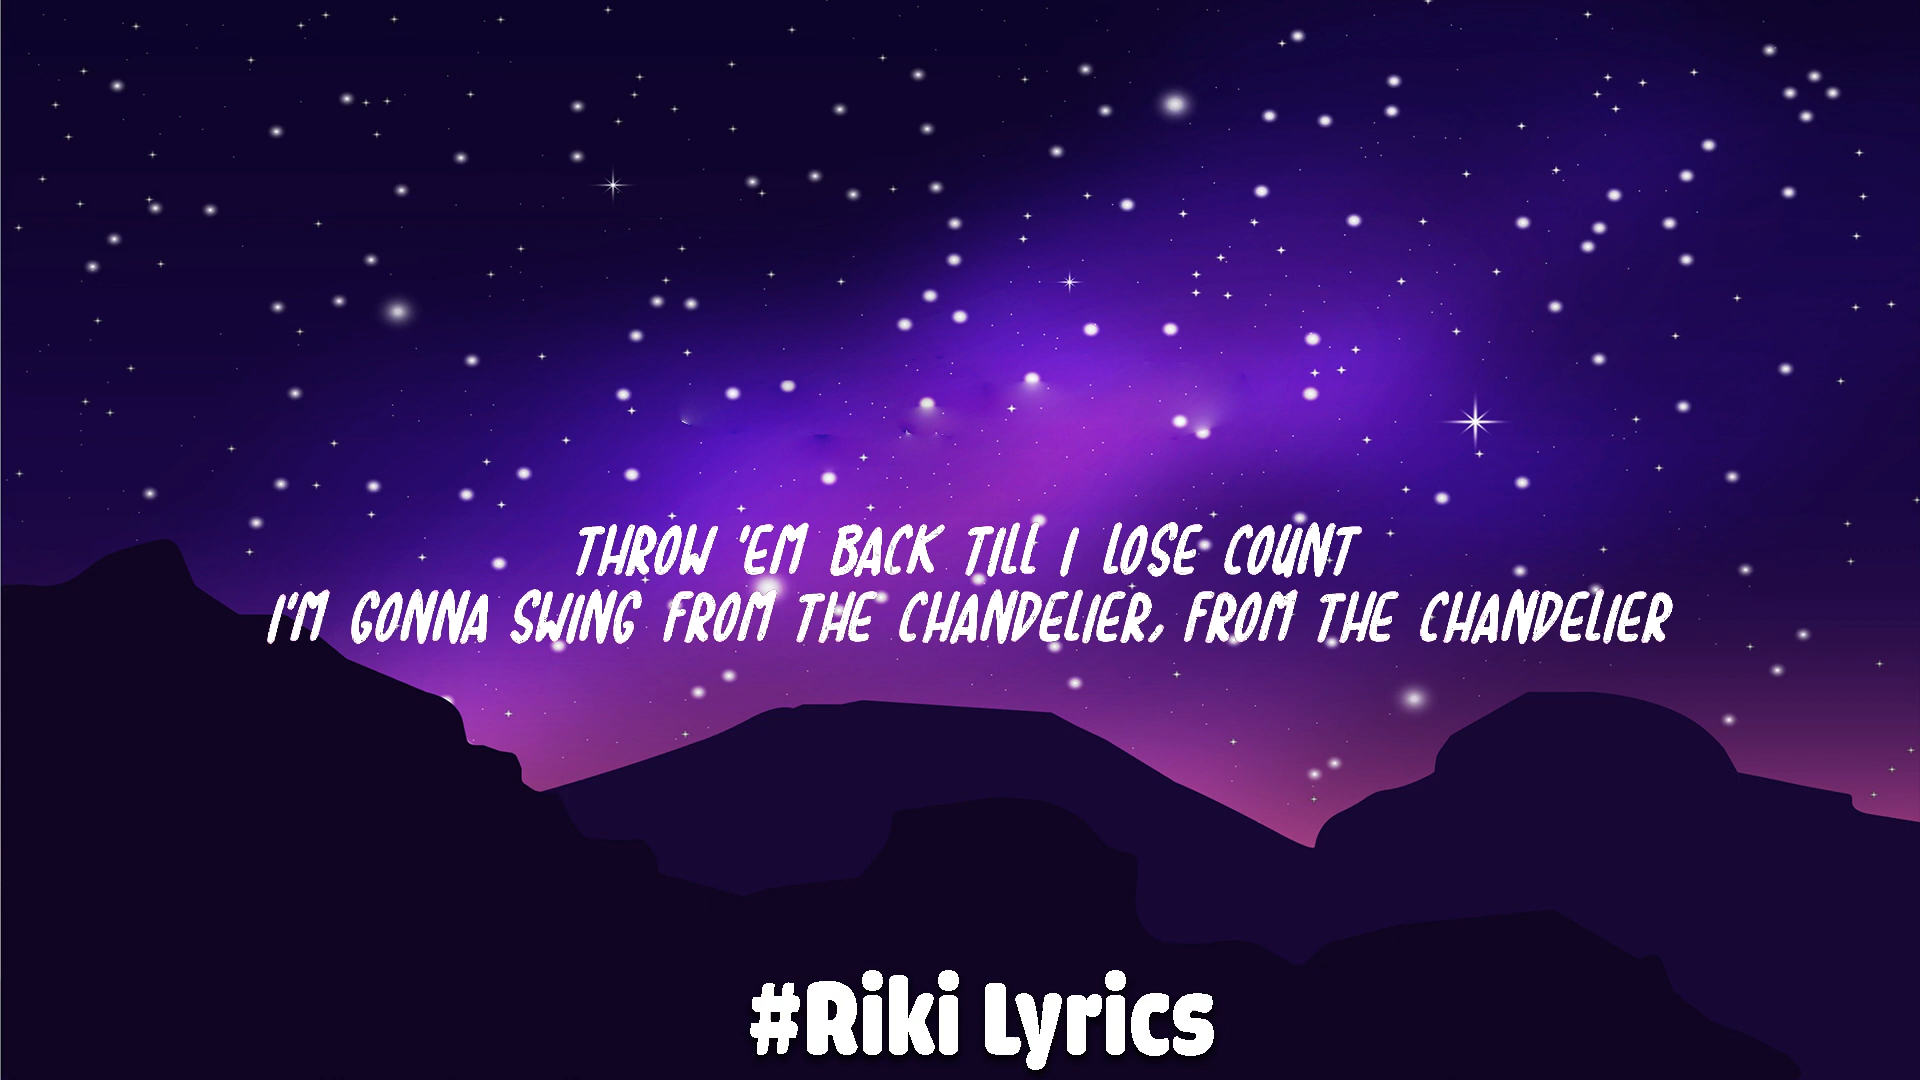 THROW 'EM BACK TILL I LOSE COUNT
I'M GONNA SWING FROM THE CHANDELIER, FROM THE CHANDELIER
#Riki Lyrics